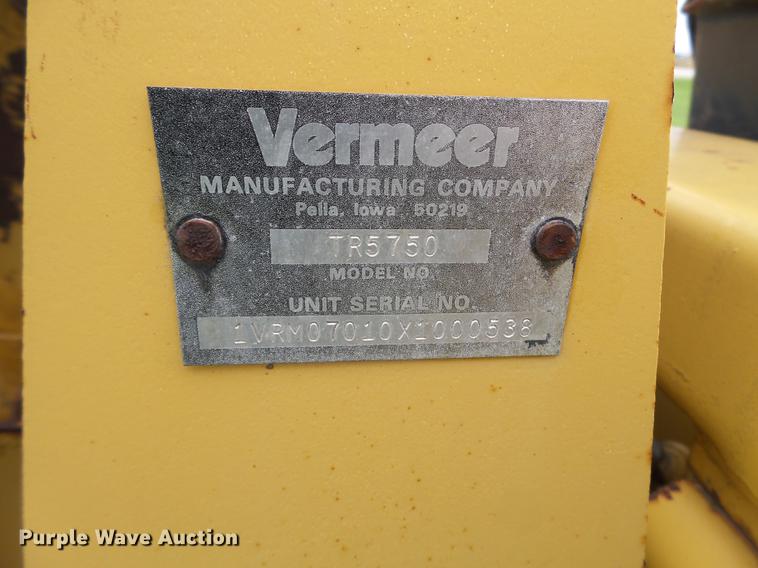 Vermeer
MANUFACTURING COMPANY
Pella, Iowa 50219
TR5750
MODEL NO.
UNIT SERIAL NO.
1VRM07010X1000538
Purple Wave Auction